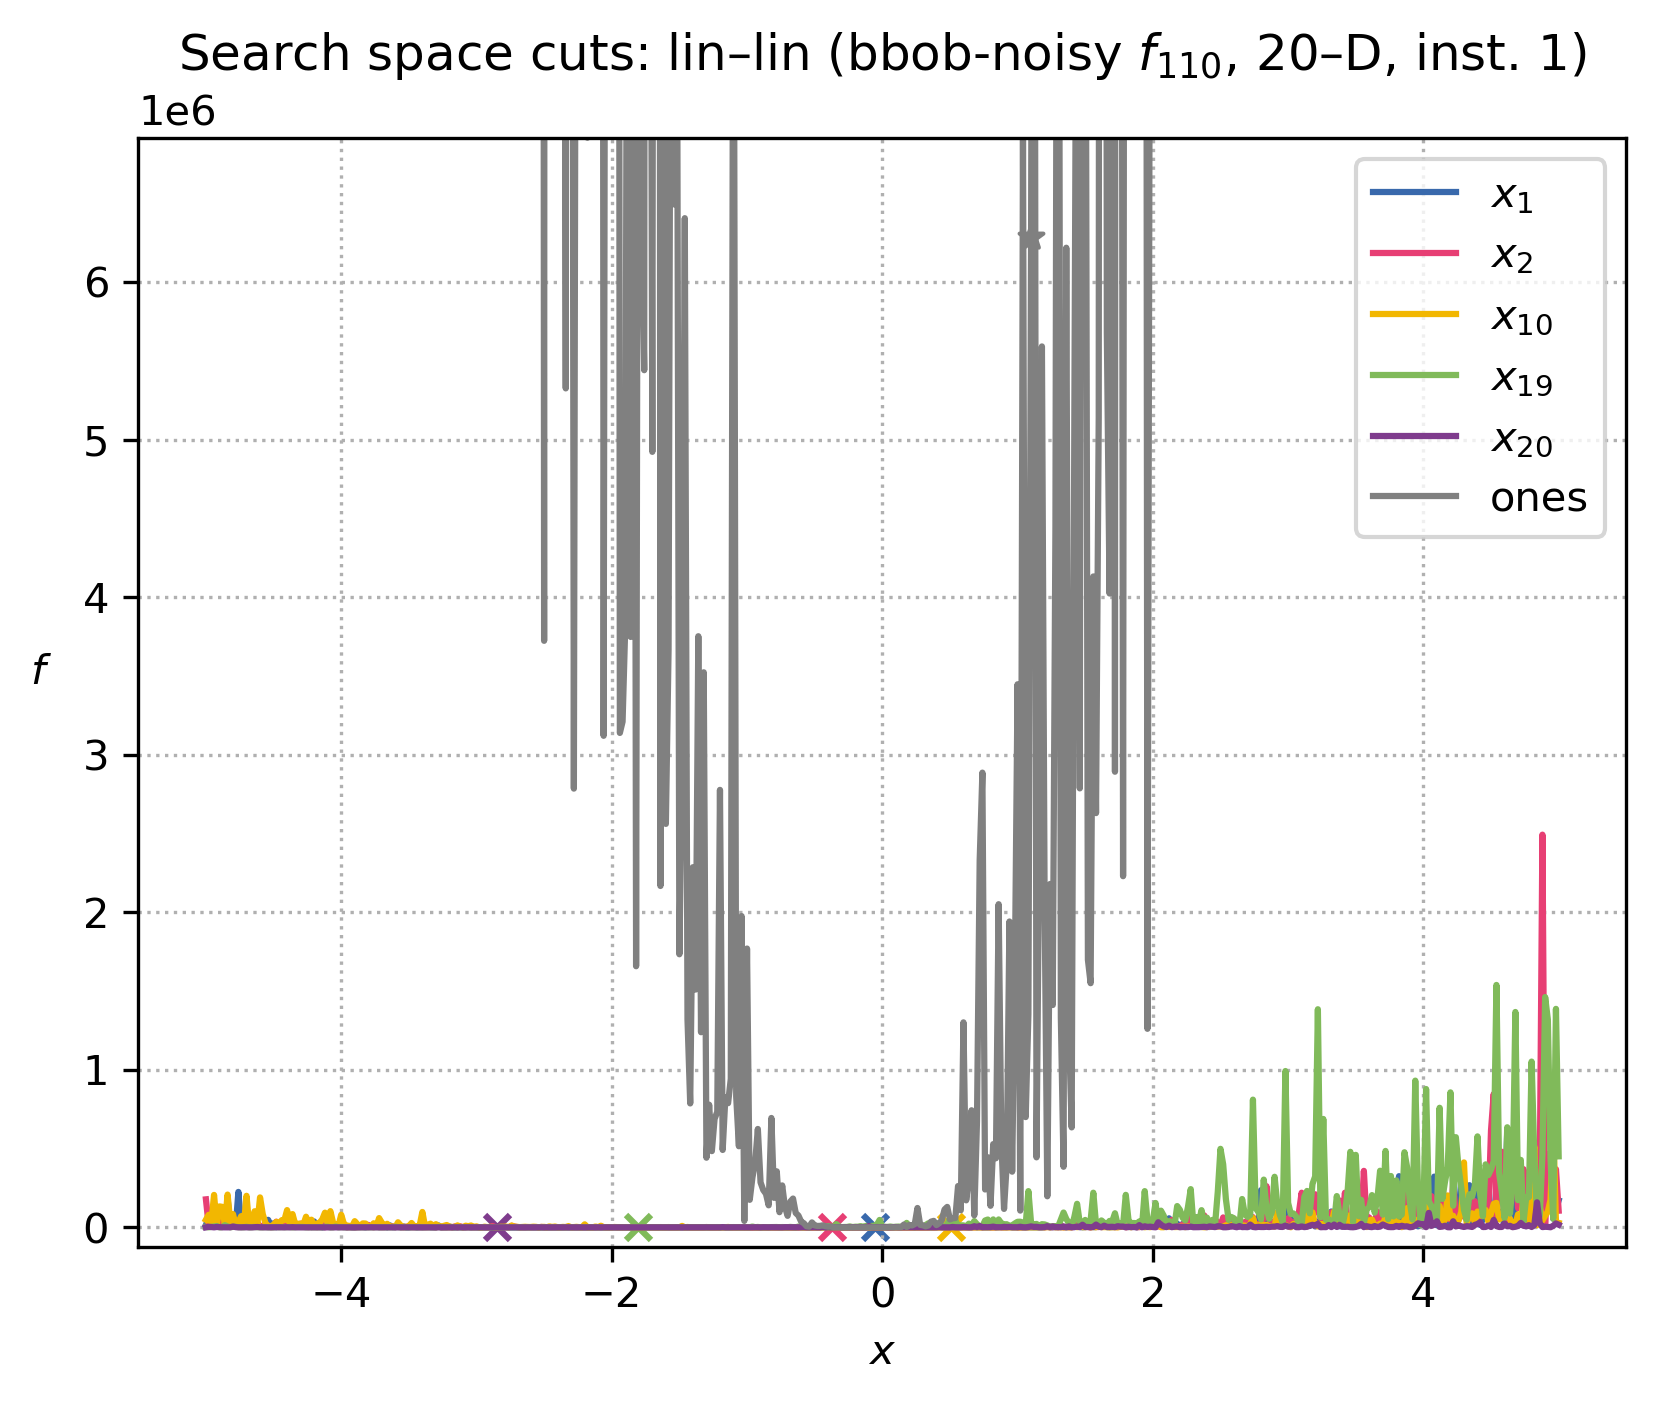 Search space cuts: lin–lin (bbob-noisy f₁₁₀, 20–D, inst. 1)
1e6
x₁
x₂
x₁₀
x₁₉
x₂₀
ones
6
5
4
3
2
1
0
f
−4
−2
0
2
4
x